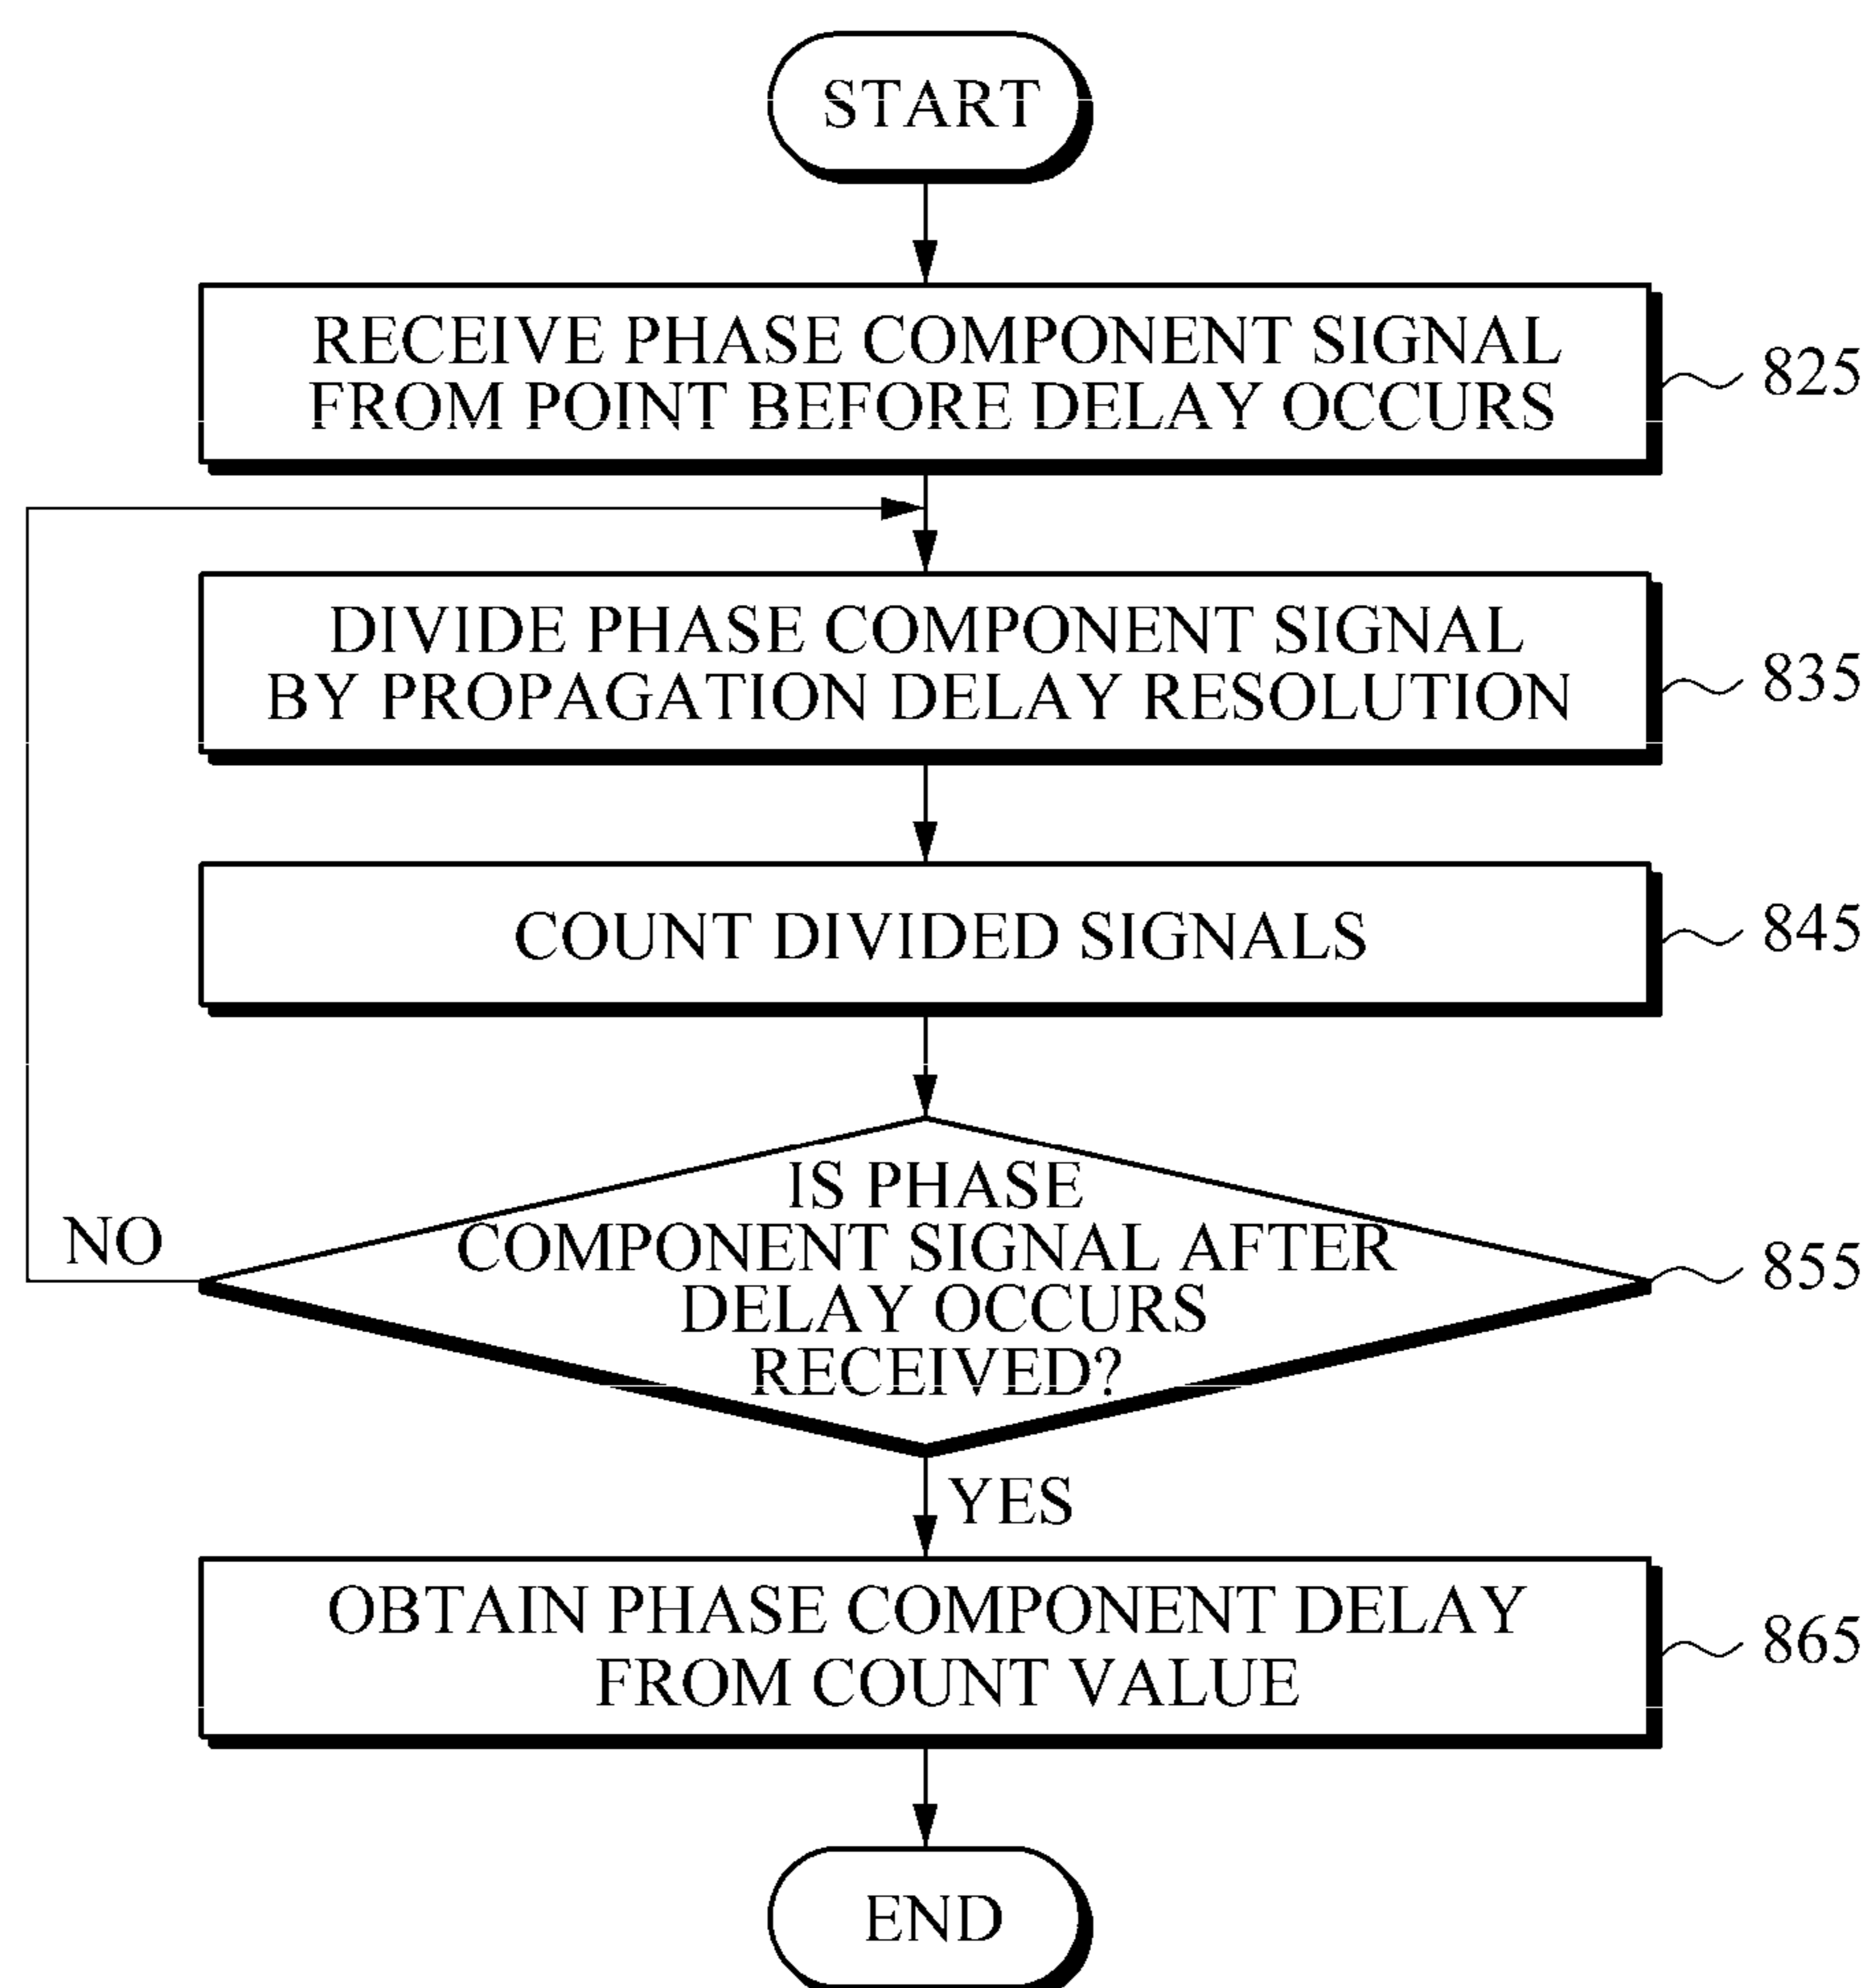 START
RECEIVE PHASE COMPONENT SIGNAL
FROM POINT BEFORE DELAY OCCURS
825
DIVIDE PHASE COMPONENT SIGNAL
BY PROPAGATION DELAY RESOLUTION
835
COUNT DIVIDED SIGNALS
845
IS PHASE
COMPONENT SIGNAL AFTER
DELAY OCCURS
RECEIVED?
855
NO
YES
OBTAIN PHASE COMPONENT DELAY
FROM COUNT VALUE
865
END